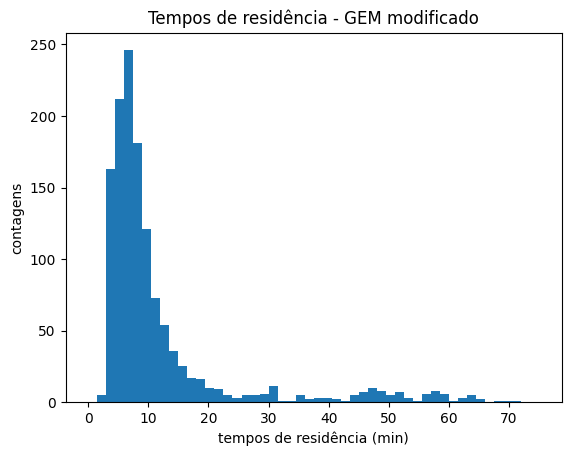 Tempos de residência - GEM modificado
250
200
150
100
50
0
contagens
0 10 20 30 40 50 60 70
tempos de residência (min)